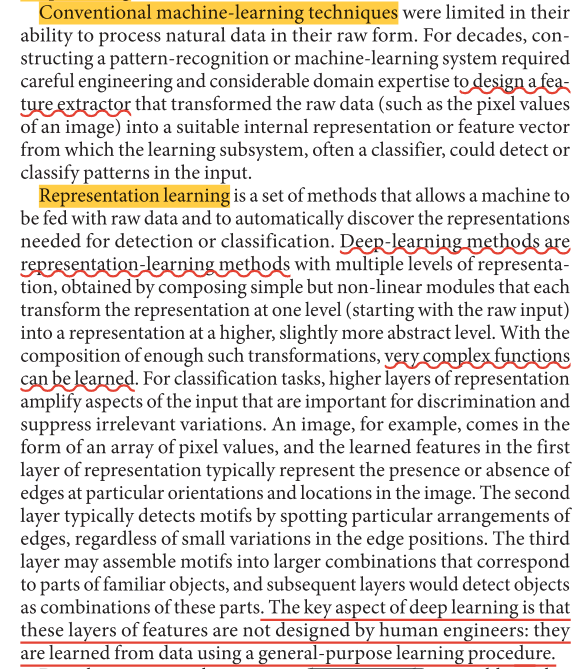 Conventional machine-learning techniques were limited in their
ability to process natural data in their raw form. For decades, con-
structing a pattern-recognition or machine-learning system required
careful engineering and considerable domain expertise to design a fea-
ture extractor that transformed the raw data (such as the pixel values
of an image) into a suitable internal representation or feature vector
from which the learning subsystem, often a classifier, could detect or
classify patterns in the input.
Representation learning is a set of methods that allows a machine to
be fed with raw data and to automatically discover the representations
needed for detection or classification. Deep-learning methods are
representation-learning methods with multiple levels of representa-
tion, obtained by composing simple but non-linear modules that each
transform the representation at one level (starting with the raw input)
into a representation at a higher, slightly more abstract level. With the
composition of enough such transformations, very complex functions
can be learned. For classification tasks, higher layers of representation
amplify aspects of the input that are important for discrimination and
suppress irrelevant variations. An image, for example, comes in the
form of an array of pixel values, and the learned features in the first
layer of representation typically represent the presence or absence of
edges at particular orientations and locations in the image. The second
layer typically detects motifs by spotting particular arrangements of
edges, regardless of small variations in the edge positions. The third
layer may assemble motifs into larger combinations that correspond
to parts of familiar objects, and subsequent layers would detect objects
as combinations of these parts. The key aspect of deep learning is that
these layers of features are not designed by human engineers: they
are learned from data using a general-purpose learning procedure.